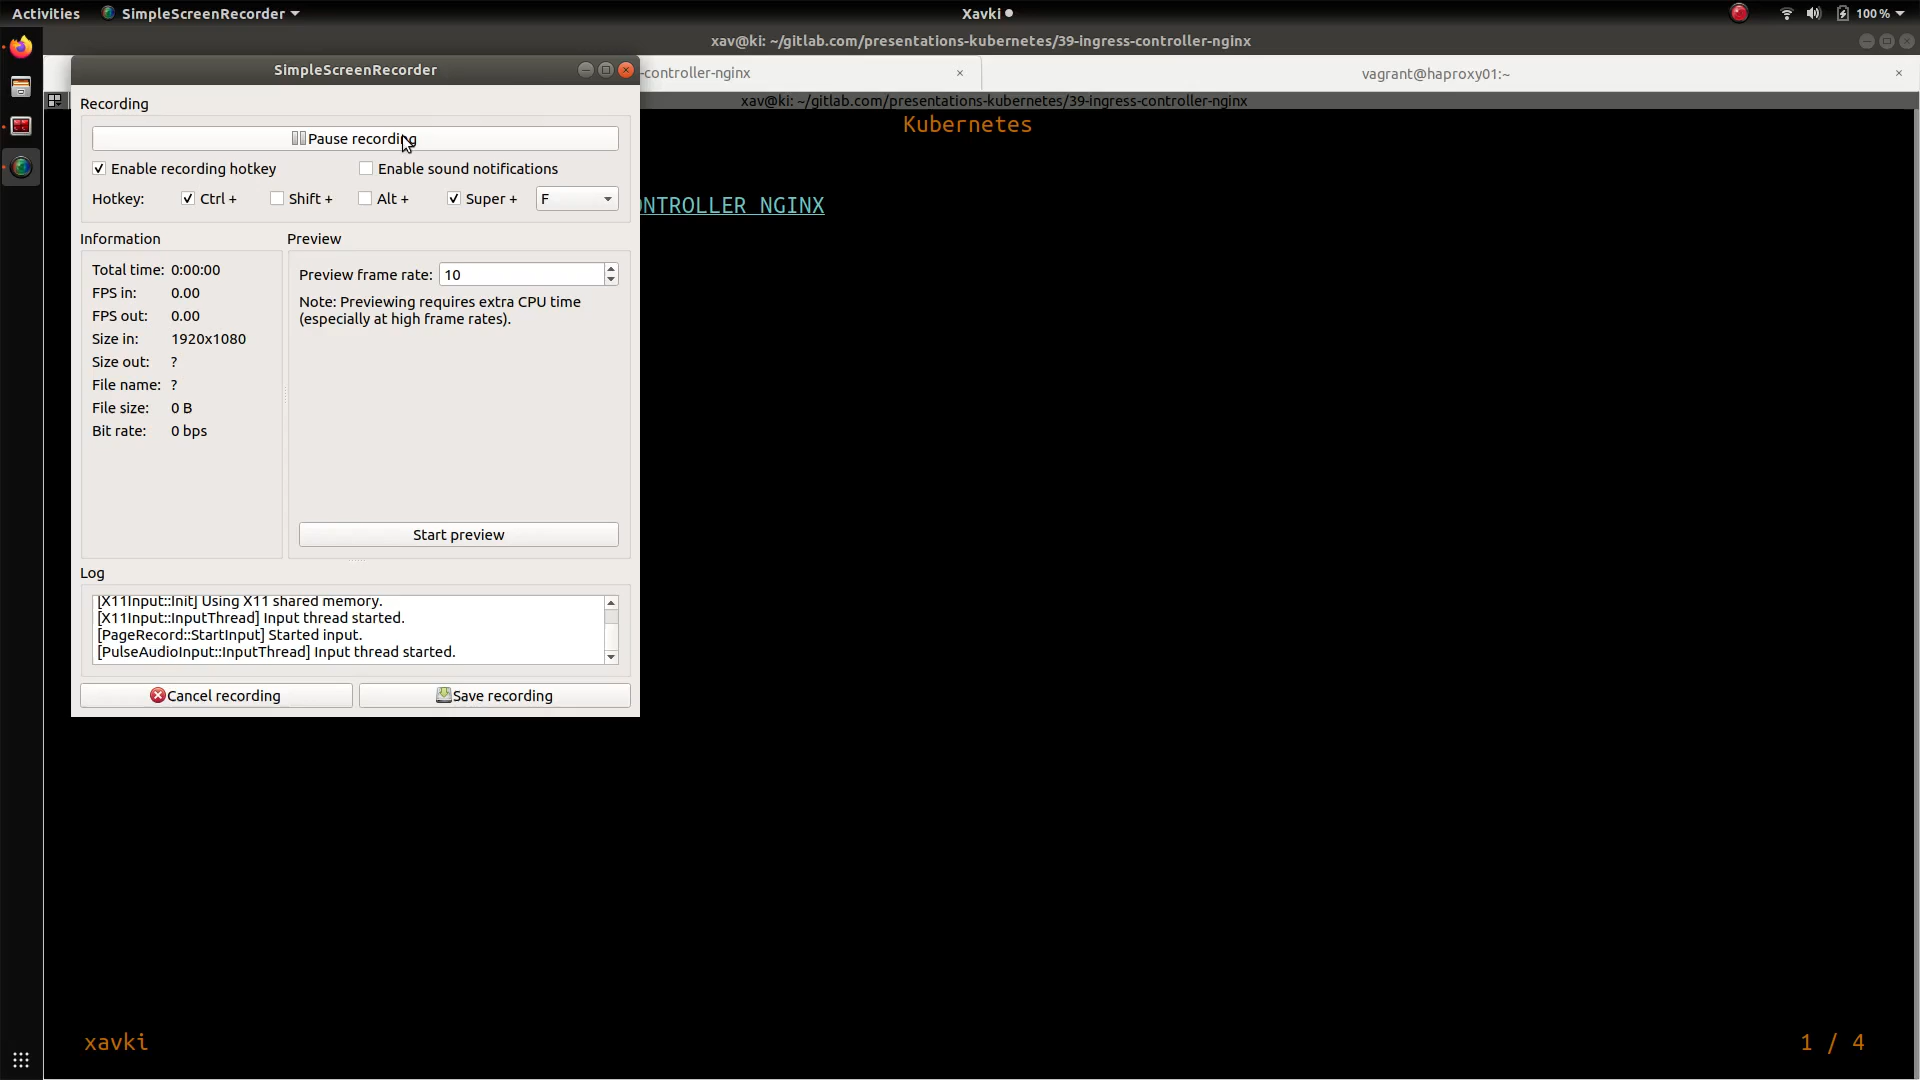 Activities SimpleScreenRecorder Xavki 100 %
xav@ki: ~/gitlab.com/presentations-kubernetes/39-ingress-controller-nginx
SimpleScreenRecorder
-controller-nginx × vagrant@haproxy01:~ ×
xav@ki: ~/gitlab.com/presentations-kubernetes/39-ingress-controller-nginx
Kubernetes
ONTROLLER NGINX
Recording
Pause recording
Enable recording hotkey Enable sound notifications
Hotkey: Ctrl + Shift + Alt + Super + F
Information Preview
Total time: 0:00:00
FPS in: 0.00
FPS out: 0.00
Size in: 1920x1080
Size out: ?
File name: ?
File size: 0 B
Bit rate: 0 bps
Preview frame rate: 10
Note: Previewing requires extra CPU time
(especially at high frame rates).
Start preview
Log
[X11Input::Init] Using X11 shared memory.
[X11Input::InputThread] Input thread started.
[PageRecord::StartInput] Started input.
[PulseAudioInput::InputThread] Input thread started.
Cancel recording Save recording
xavki 1 / 4